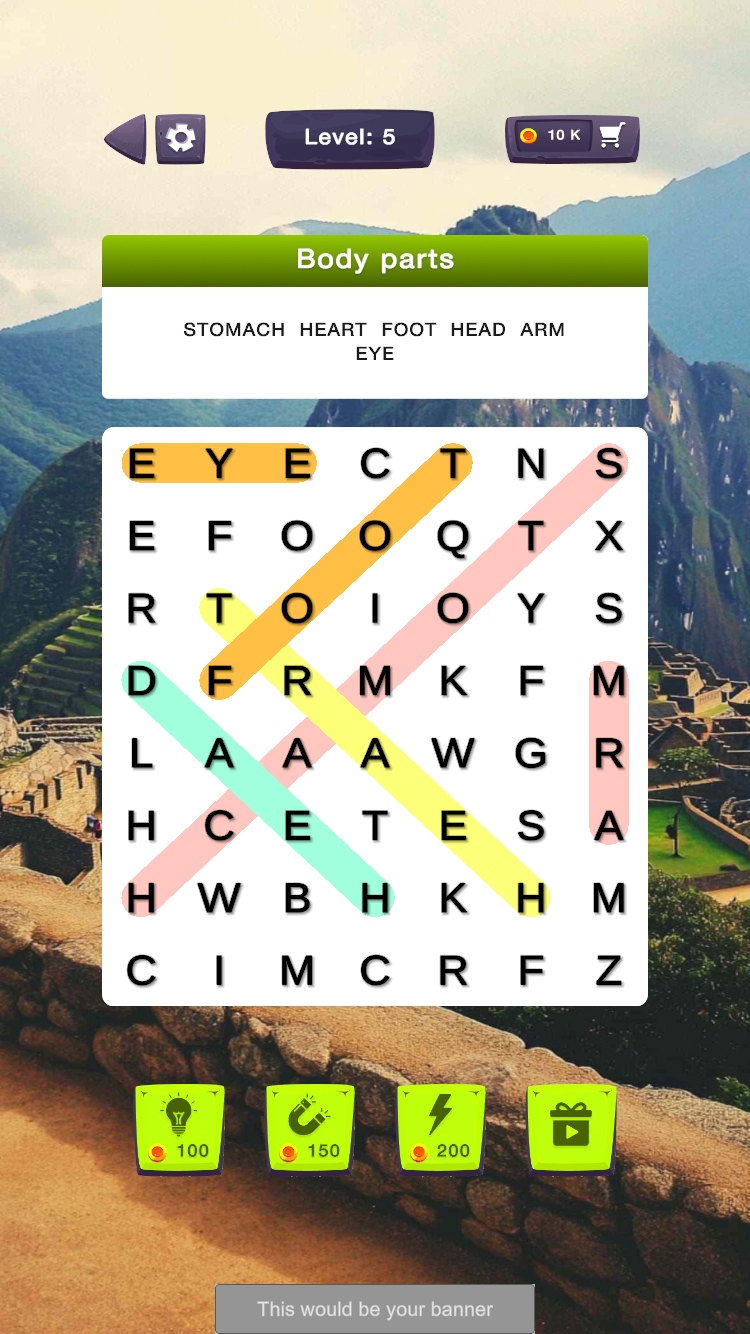 Level: 5
10 K
Body parts
STOMACH HEART FOOT HEAD ARM
EYE
E Y E C T N S
E F O O Q T X
R T O I O Y S
D F R M K F M
L A A A W G R
H C E T E S A
H W B H K H M
C I M C R F Z
100 150 200
This would be your banner